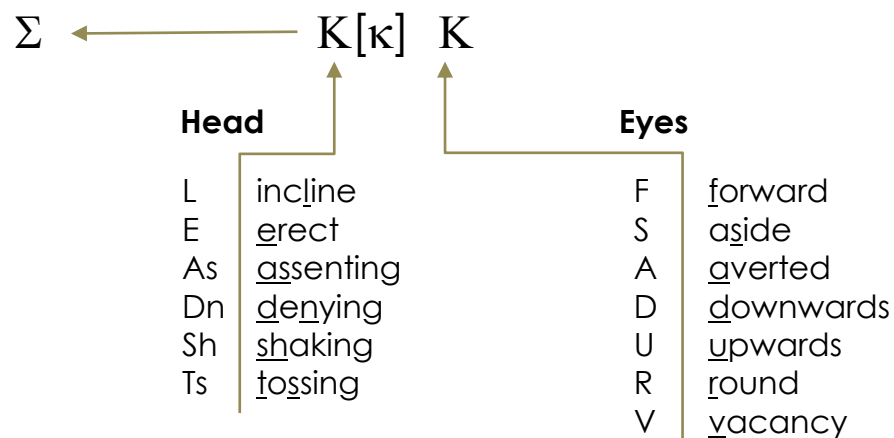 Σ K[κ] K
Head Eyes
L incline F forward
E erect S aside
As assenting A averted
Dn denying D downwards
Sh shaking U upwards
Ts tossing R round
V vacancy